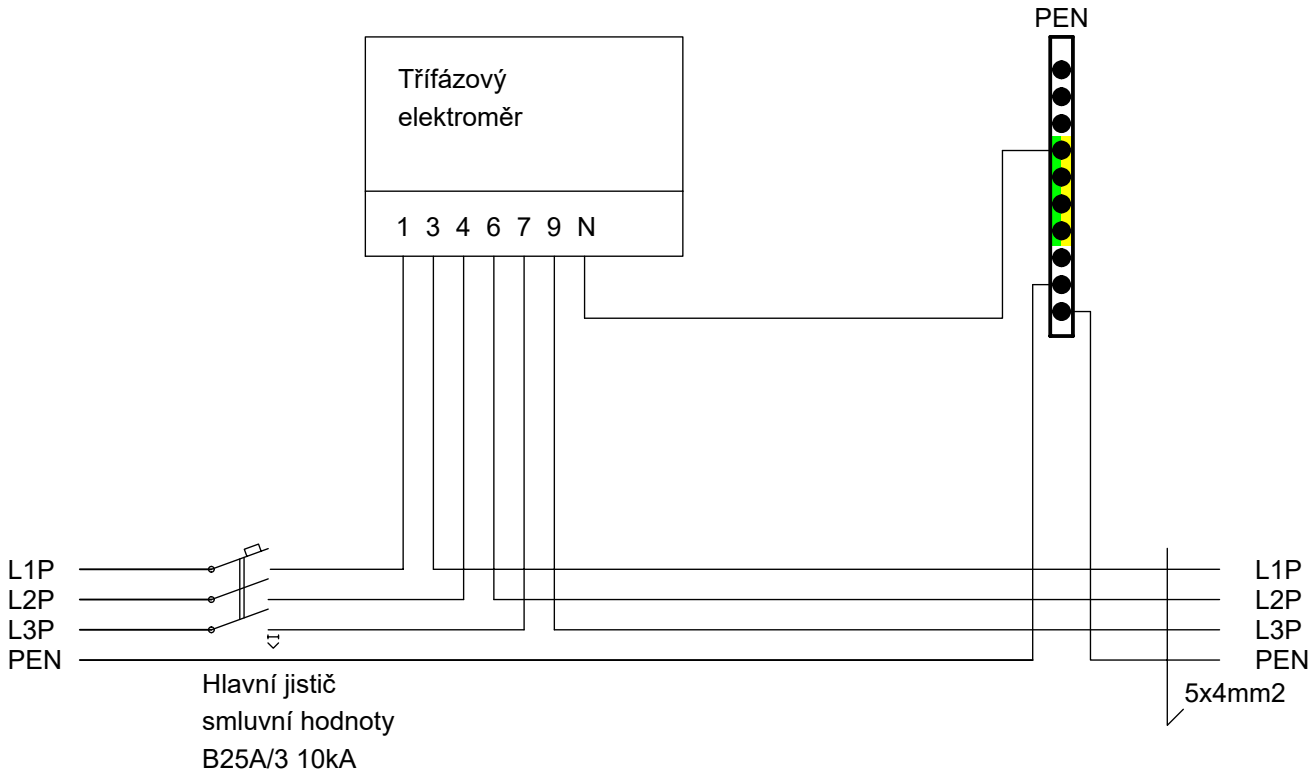 PEN
Třífázový
elektroměr
1 3 4 6 7 9 N
L1P
L2P
L3P
PEN
L1P
L2P
L3P
PEN
5x4mm2
Hlavní jistič
smluvní hodnoty
B25A/3 10kA